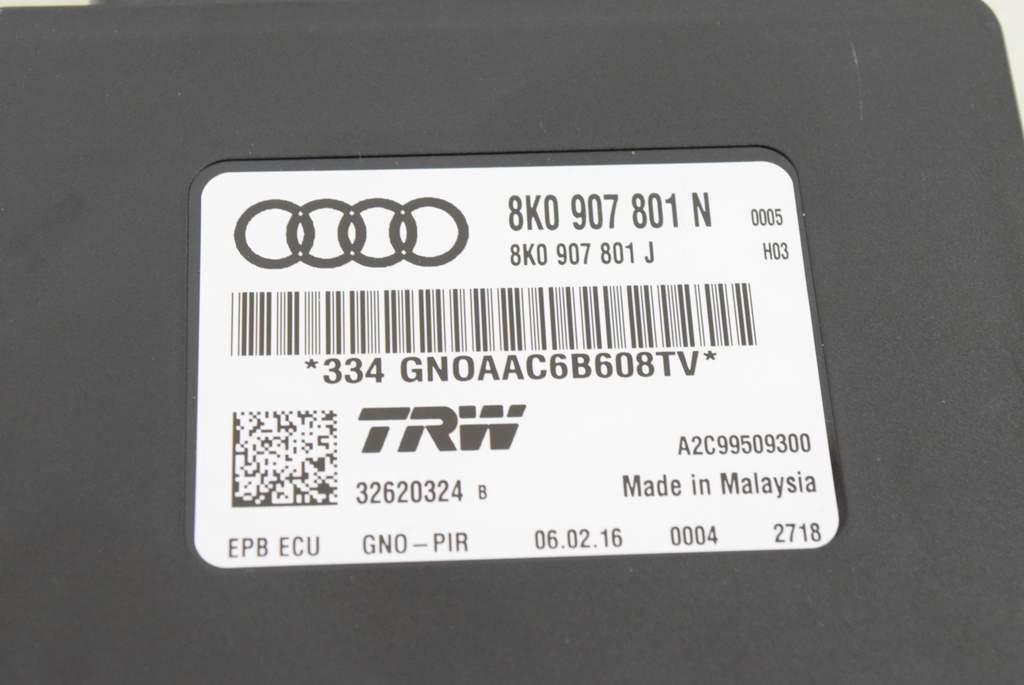 8K0 907 801 N 0005
8K0 907 801 J H03
*334 GNOAAC6B608TV*
TRW
A2C99509300
32620324 B Made in Malaysia
EPB ECU GNO-PIR 06.02.16 0004 2718